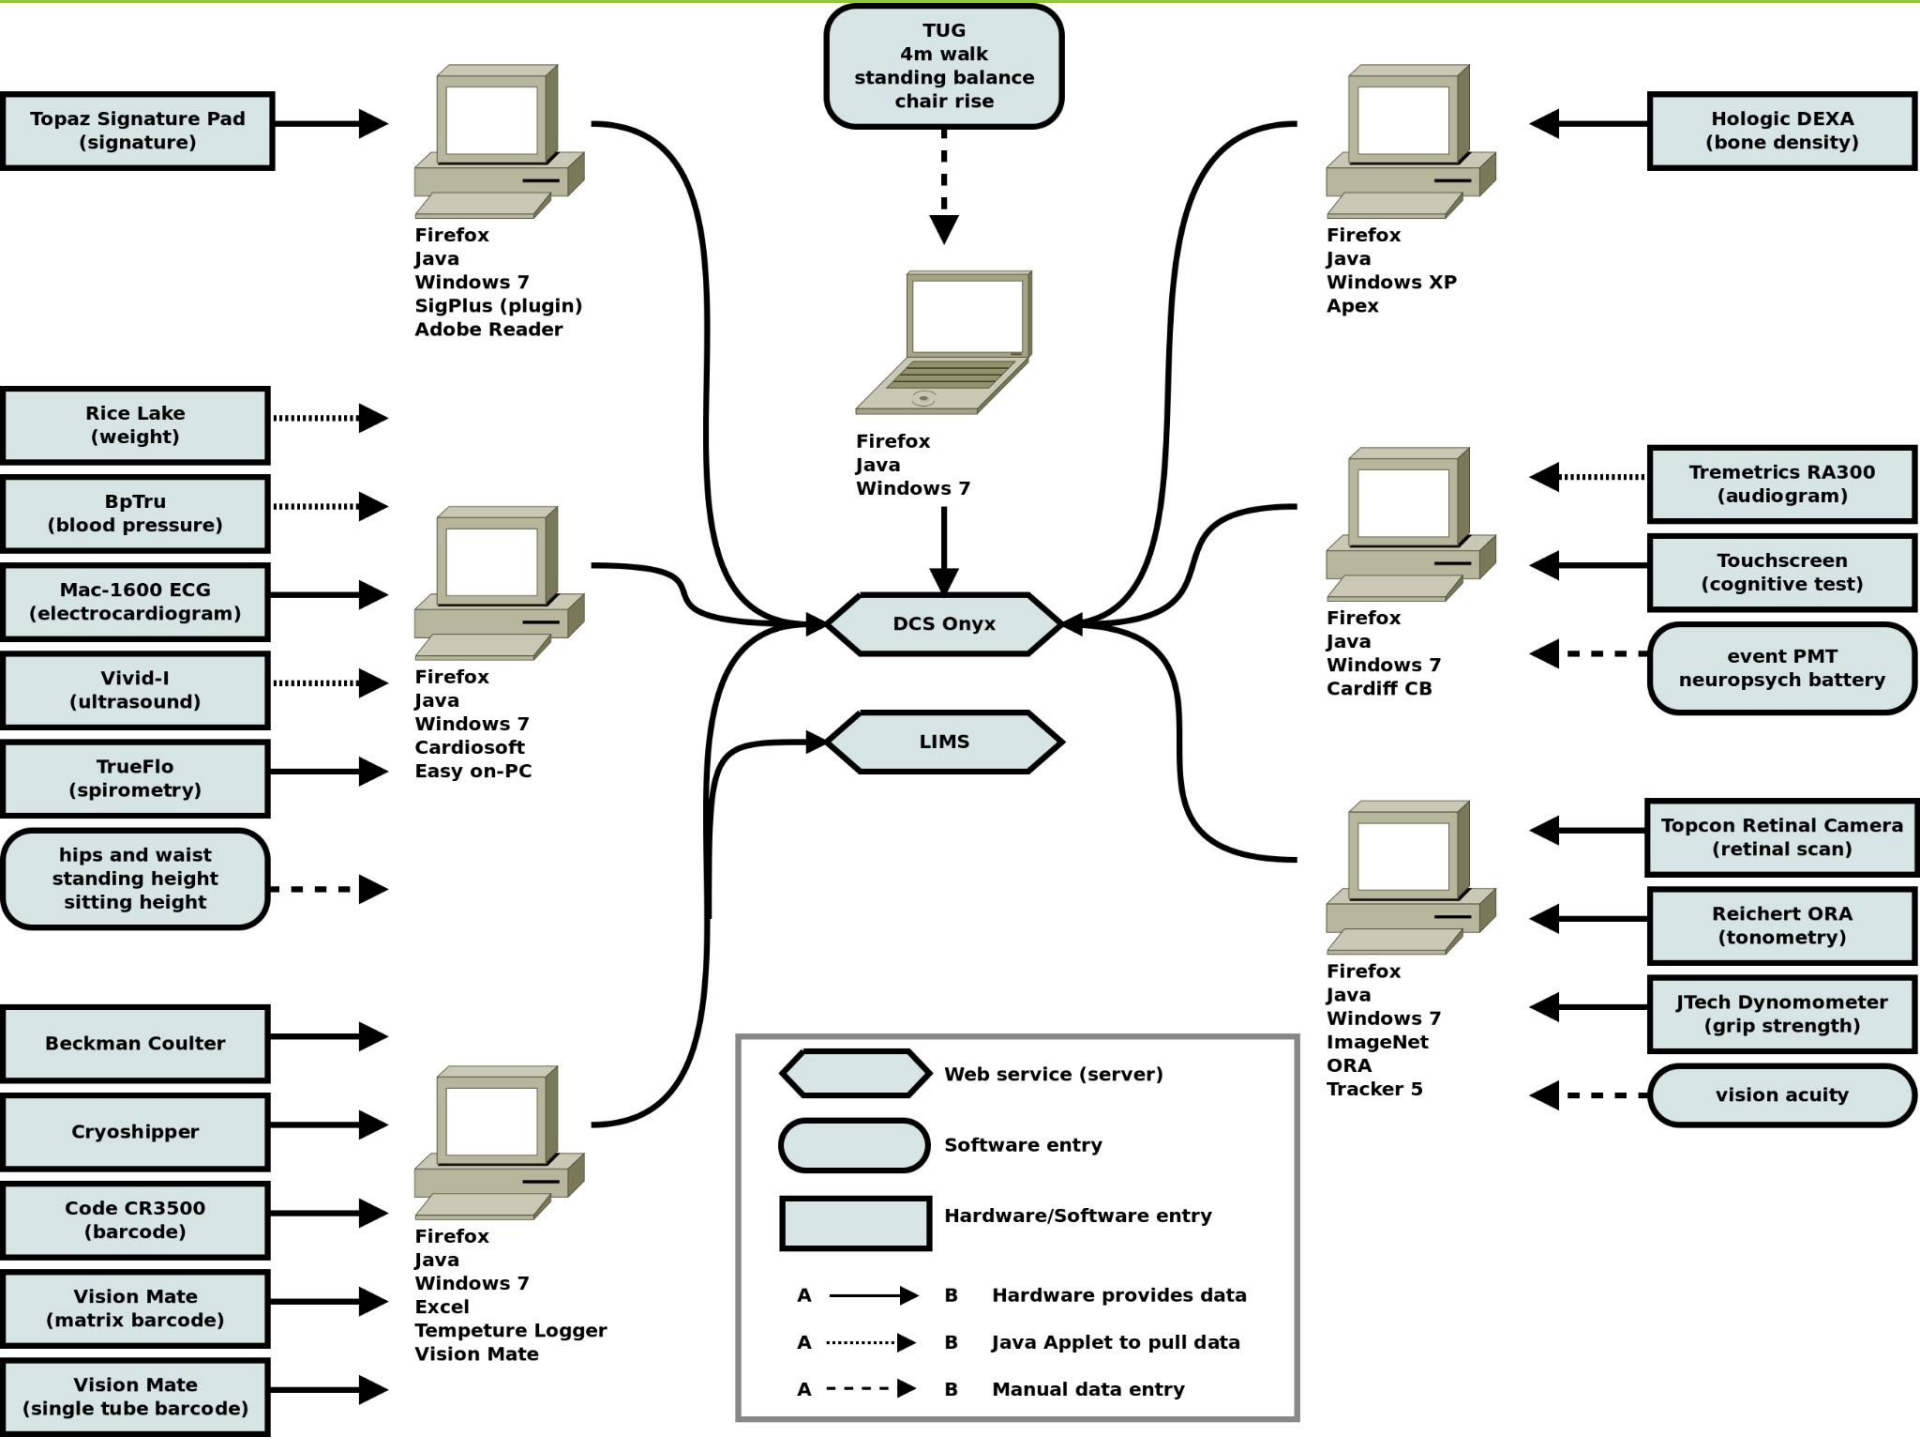 TUG
4m walk
standing balance
chair rise
Topaz Signature Pad
(signature)
Firefox
Java
Windows 7
SigPlus (plugin)
Adobe Reader
Hologic DEXA
(bone density)
Firefox
Java
Windows XP
Apex
Firefox
Java
Windows 7
Rice Lake
(weight)
BpTru
(blood pressure)
Mac-1600 ECG
(electrocardiogram)
Vivid-I
(ultrasound)
TrueFlo
(spirometry)
hips and waist
standing height
sitting height
Firefox
Java
Windows 7
Cardiosoft
Easy on-PC
DCS Onyx
LIMS
Tremetrics RA300
(audiogram)
Touchscreen
(cognitive test)
event PMT
neuropsych battery
Firefox
Java
Windows 7
Cardiff CB
Topcon Retinal Camera
(retinal scan)
Reichert ORA
(tonometry)
JTech Dynomometer
(grip strength)
vision acuity
Firefox
Java
Windows 7
ImageNet
ORA
Tracker 5
Beckman Coulter
Cryoshipper
Code CR3500
(barcode)
Vision Mate
(matrix barcode)
Vision Mate
(single tube barcode)
Firefox
Java
Windows 7
Excel
Tempeture Logger
Vision Mate
Web service (server)
Software entry
Hardware/Software entry
A B Hardware provides data
A B Java Applet to pull data
A B Manual data entry